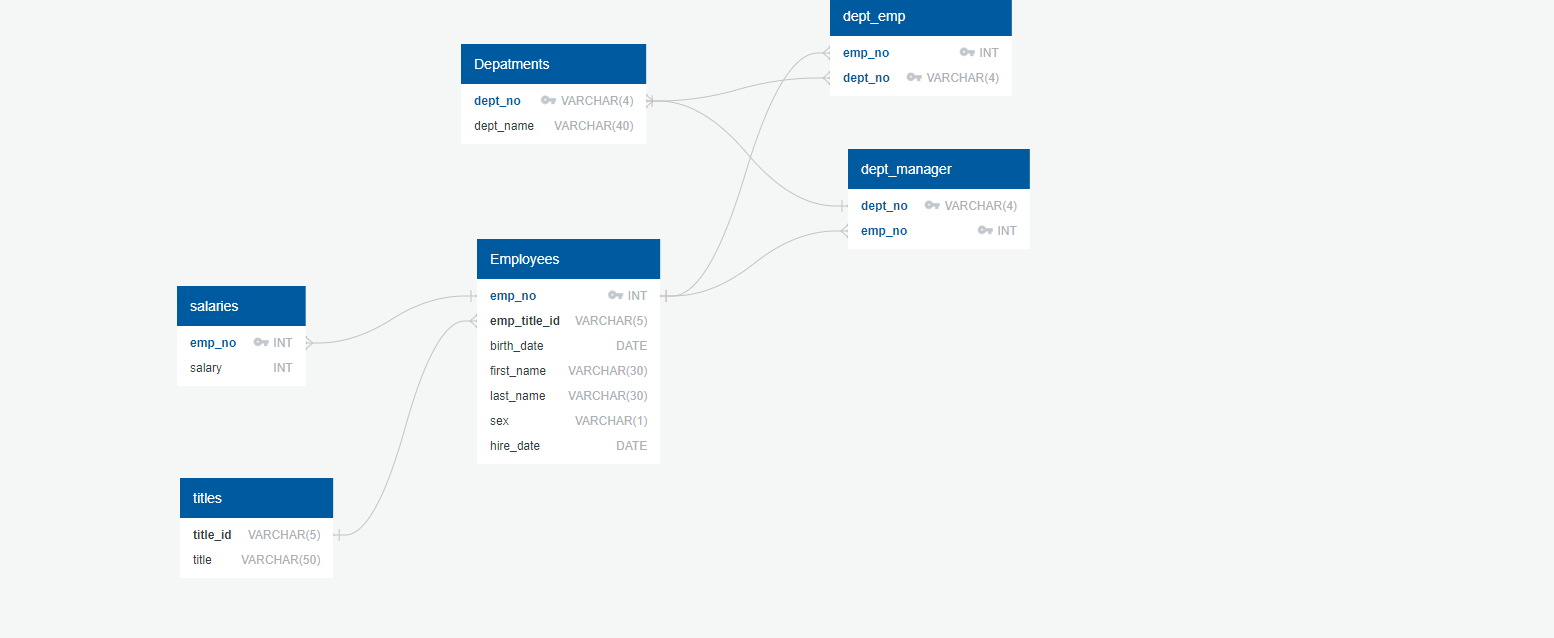 dept_emp
emp_no INT
dept_no VARCHAR(4)
Depatments
dept_no VARCHAR(4)
dept_name VARCHAR(40)
dept_manager
dept_no VARCHAR(4)
emp_no INT
Employees
emp_no INT
emp_title_id VARCHAR(5)
birth_date DATE
first_name VARCHAR(30)
last_name VARCHAR(30)
sex VARCHAR(1)
hire_date DATE
salaries
emp_no INT
salary INT
titles
title_id VARCHAR(5)
title VARCHAR(50)